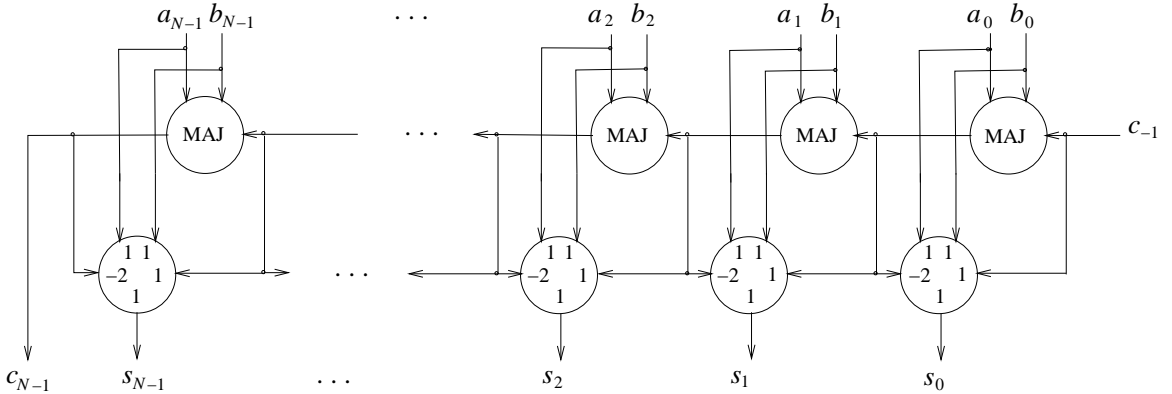 a_{N-1} b_{N-1} ... a_2 b_2 a_1 b_1 a_0 b_0
MAJ ... MAJ MAJ MAJ c_{-1}
1 1 1 1 1 1 1 1
-2 1 ... -2 1 -2 1 -2 1
1 1 1 1
c_{N-1} s_{N-1} ... s_2 s_1 s_0